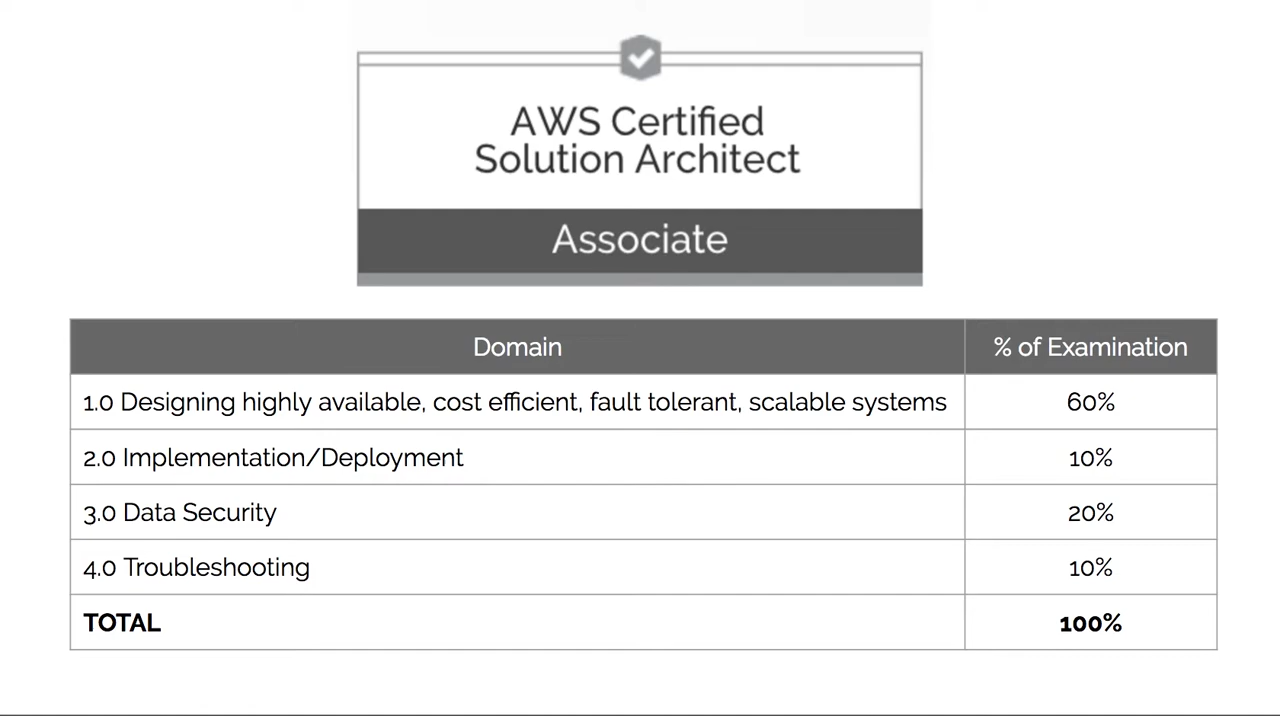 AWS Certified
Solution Architect
Associate
Domain % of Examination
1.0 Designing highly available, cost efficient, fault tolerant, scalable systems 60%
2.0 Implementation/Deployment 10%
3.0 Data Security 20%
4.0 Troubleshooting 10%
TOTAL 100%